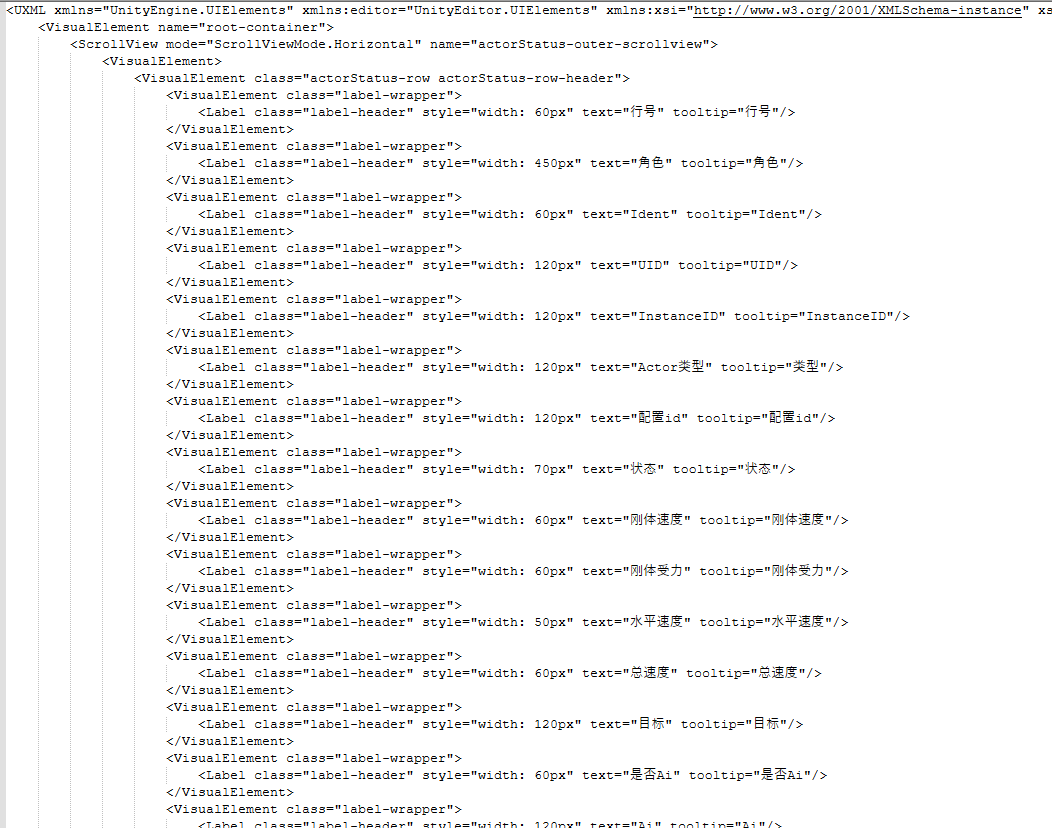 <UXML xmlns="UnityEngine.UIElements" xmlns:editor="UnityEditor.UIElements" xmlns:xsi="http://www.w3.org/2001/XMLSchema-instance" xs
<VisualElement name="root-container">
<ScrollView mode="ScrollViewMode.Horizontal" name="actorStatus-outer-scrollview">
<VisualElement>
<VisualElement class="actorStatus-row actorStatus-row-header">
<VisualElement class="label-wrapper">
<Label class="label-header" style="width: 60px" text="行号" tooltip="行号"/>
</VisualElement>
<VisualElement class="label-wrapper">
<Label class="label-header" style="width: 450px" text="角色" tooltip="角色"/>
</VisualElement>
<VisualElement class="label-wrapper">
<Label class="label-header" style="width: 60px" text="Ident" tooltip="Ident"/>
</VisualElement>
<VisualElement class="label-wrapper">
<Label class="label-header" style="width: 120px" text="UID" tooltip="UID"/>
</VisualElement>
<VisualElement class="label-wrapper">
<Label class="label-header" style="width: 120px" text="InstanceID" tooltip="InstanceID"/>
</VisualElement>
<VisualElement class="label-wrapper">
<Label class="label-header" style="width: 120px" text="Actor类型" tooltip="类型"/>
</VisualElement>
<VisualElement class="label-wrapper">
<Label class="label-header" style="width: 120px" text="配置id" tooltip="配置id"/>
</VisualElement>
<VisualElement class="label-wrapper">
<Label class="label-header" style="width: 70px" text="状态" tooltip="状态"/>
</VisualElement>
<VisualElement class="label-wrapper">
<Label class="label-header" style="width: 60px" text="刚体速度" tooltip="刚体速度"/>
</VisualElement>
<VisualElement class="label-wrapper">
<Label class="label-header" style="width: 60px" text="刚体受力" tooltip="刚体受力"/>
</VisualElement>
<VisualElement class="label-wrapper">
<Label class="label-header" style="width: 50px" text="水平速度" tooltip="水平速度"/>
</VisualElement>
<VisualElement class="label-wrapper">
<Label class="label-header" style="width: 60px" text="总速度" tooltip="总速度"/>
</VisualElement>
<VisualElement class="label-wrapper">
<Label class="label-header" style="width: 120px" text="目标" tooltip="目标"/>
</VisualElement>
<VisualElement class="label-wrapper">
<Label class="label-header" style="width: 60px" text="是否Ai" tooltip="是否Ai"/>
</VisualElement>
<VisualElement class="label-wrapper">
<Label class="label-header" style="width: 120px" text="Ai" tooltip="Ai"/>